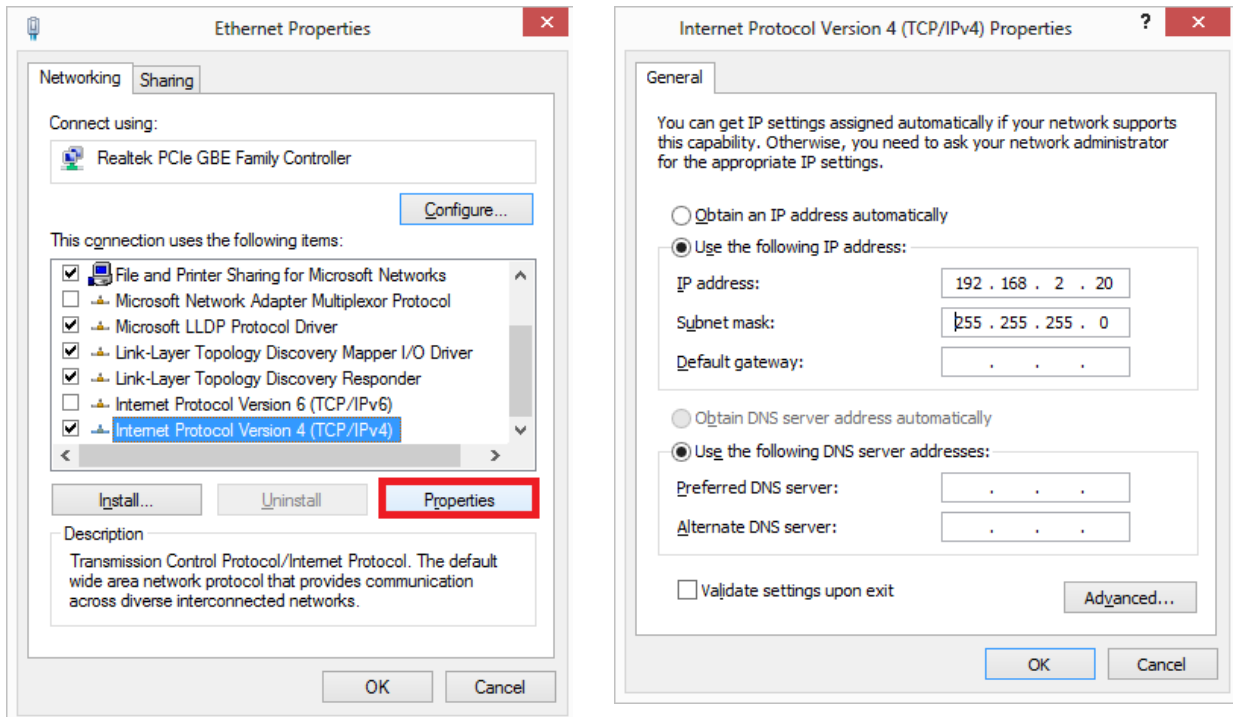 Ethernet Properties
Networking
Sharing
Connect using:
Realtek PCIe GBE Family Controller
Configure...
This connection uses the following items:
File and Printer Sharing for Microsoft Networks
Microsoft Network Adapter Multiplexor Protocol
Microsoft LLDP Protocol Driver
Link-Layer Topology Discovery Mapper I/O Driver
Link-Layer Topology Discovery Responder
Internet Protocol Version 6 (TCP/IPv6)
Internet Protocol Version 4 (TCP/IPv4)
Install...
Uninstall
Properties
Description
Transmission Control Protocol/Internet Protocol. The default
wide area network protocol that provides communication
across diverse interconnected networks.
OK
Cancel
Internet Protocol Version 4 (TCP/IPv4) Properties
?
General
You can get IP settings assigned automatically if your network supports
this capability. Otherwise, you need to ask your network administrator
for the appropriate IP settings.
Obtain an IP address automatically
Use the following IP address:
IP address:
192 . 168 . 2 . 20
Subnet mask:
255 . 255 . 255 . 0
Default gateway:
. . .
Obtain DNS server address automatically
Use the following DNS server addresses:
Preferred DNS server:
. . .
Alternate DNS server:
. . .
Validate settings upon exit
Advanced...
OK
Cancel